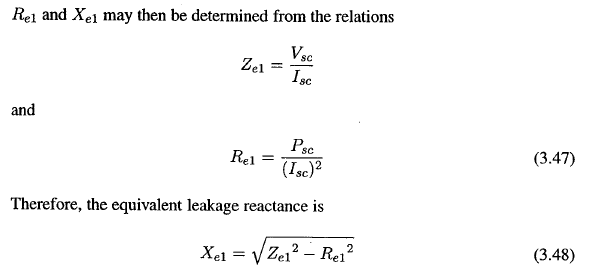 R_{e1} and X_{e1} may then be determined from the relations
Z_{e1} = \frac{V_{sc}}{I_{sc}}
and
R_{e1} = \frac{P_{sc}}{(I_{sc})^2} (3.47)
Therefore, the equivalent leakage reactance is
X_{e1} = \sqrt{Z_{e1}^2 - R_{e1}^2} (3.48)